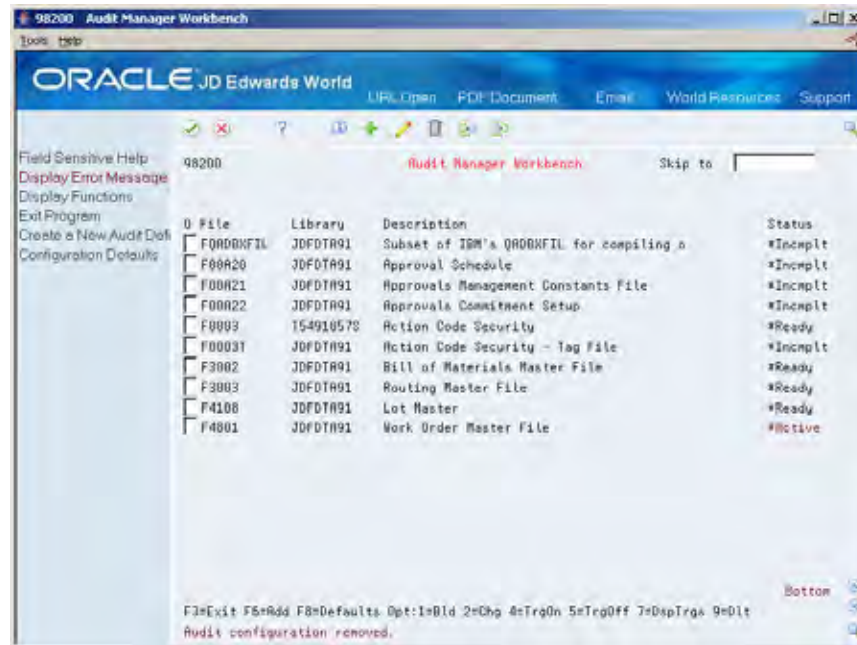 98200 Audit Manager Workbench
Tools Help
ORACLE JD Edwards World
URL Open PDF Document Email World Resources Support
Field Sensitive Help
Display Error Message
Display Functions
Exit Program
Create a New Audit Defi
Configuration Defaults
98200 Audit Manager Workbench Skip to
O File Library Description Status
FQADBXFIL JDFDTA91 Subset of IBM's QADBXFIL for compiling o *Incmplt
F00A20 JDFDTA91 Approval Schedule *Incmplt
F00A21 JDFDTA91 Approvals Management Constants File *Incmplt
F00A22 JDFDTA91 Approvals Commitment Setup *Incmplt
F0003 Action Code Security *Ready
F0003T JDFDTA91 Action Code Security - Tag File *Incmplt
F3002 JDFDTA91 Bill of Materials Master File *Ready
F3003 JDFDTA91 Routing Master File *Ready
F4108 JDFDTA91 Lot Master *Ready
F4801 JDFDTA91 Work Order Master File *Active
Bottom
F3=Exit F6=Add F8=Defaults Opt:1=Bld 2=Chg 4=TrgOn 5=TrgOff 7=DspTrgs 9=Dlt
Audit configuration removed.